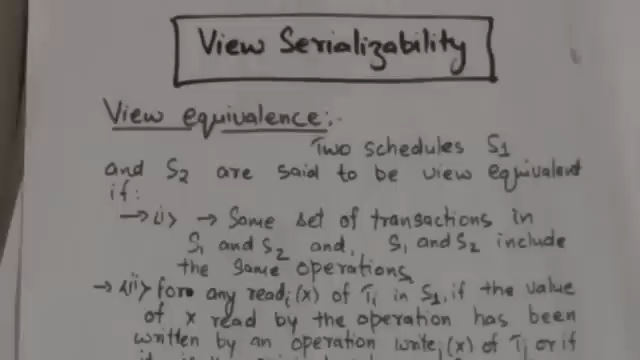 View Serializability
View equivalence:-
Two schedules S1
and S2 are said to be view equivalent
if:
→ <i> → Same set of transactions in
S1 and S2 and, S1 and S2 include
the same operations
→ <ii> for any readi(x) of Ti in S1, if the value
of x read by the operation has been
written by an operation writej(x) of Tj or if